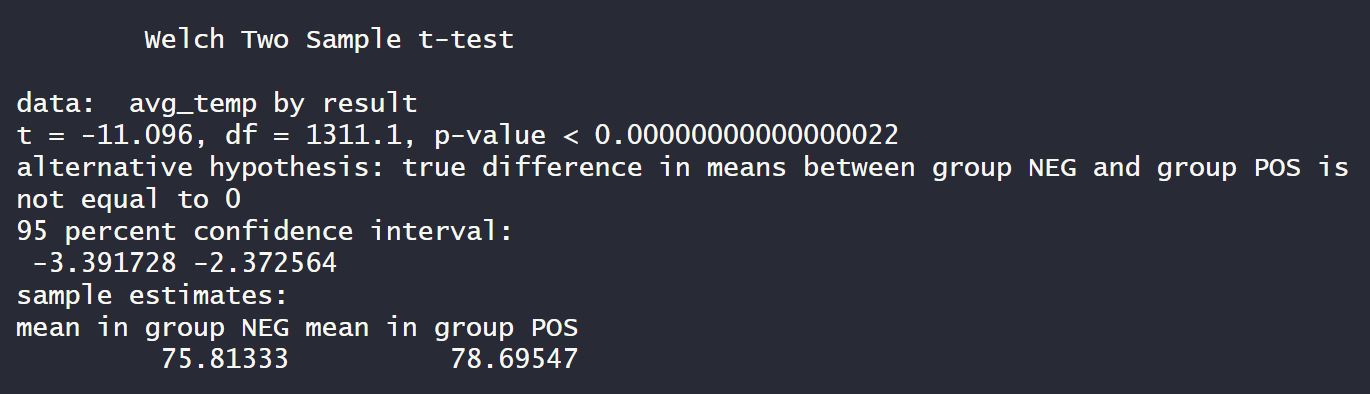 Welch Two Sample t-test
data:  avg_temp by result
t = -11.096, df = 1311.1, p-value < 0.00000000000000022
alternative hypothesis: true difference in means between group NEG and group POS is
not equal to 0
95 percent confidence interval:
 -3.391728 -2.372564
sample estimates:
mean in group NEG mean in group POS
         75.81333          78.69547